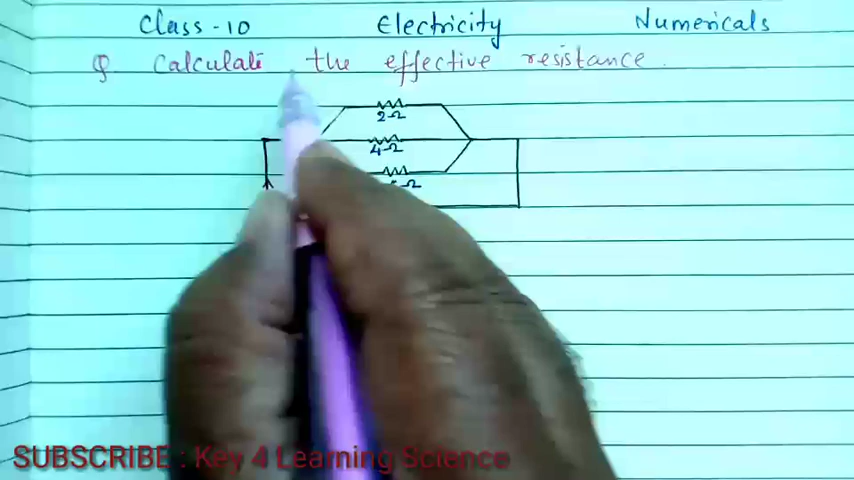 Class-10 Electricity Numericals
Q Calculate the effective resistance.
2Ω
4Ω
Ω
SUBSCRIBE : Key 4 Learning Science